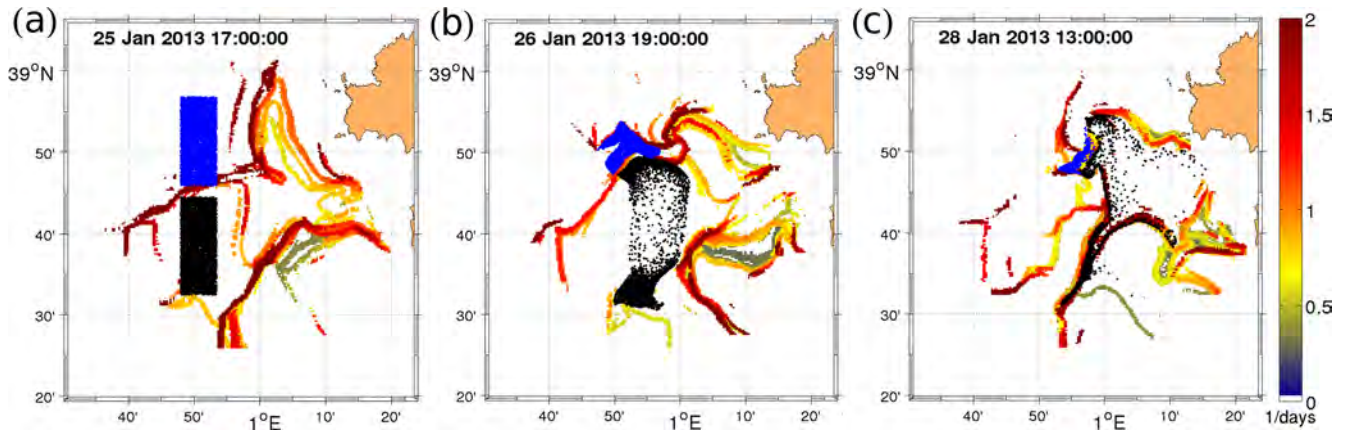 (a) 25 Jan 2013 17:00:00
39°N
50'
40'
30'
20'
40' 50' 1°E 10' 20'
(b) 26 Jan 2013 19:00:00
39°N
50'
40'
30'
20'
40' 50' 1°E 10' 20'
(c) 28 Jan 2013 13:00:00
39°N
50'
40'
30'
20'
40' 50' 1°E 10' 20'
2
1.5
1
0.5
0
1/days